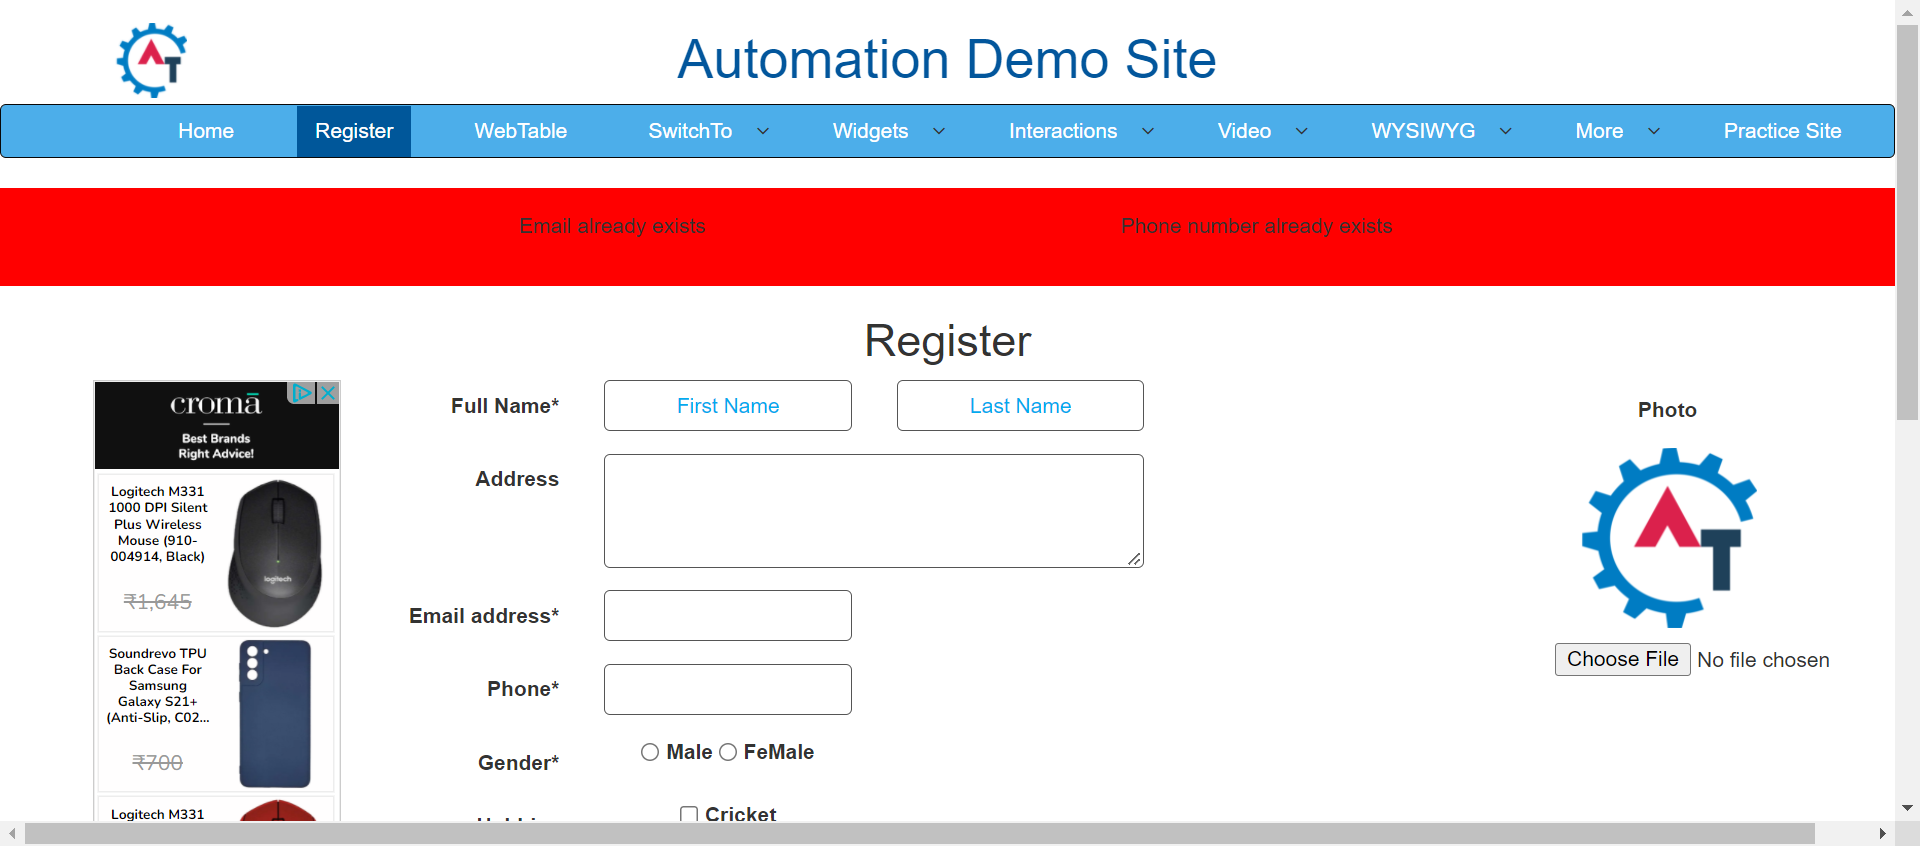 Automation Demo Site
Home Register WebTable SwitchTo Widgets Interactions Video WYSIWYG More Practice Site
Email already exists Phone number already exists
Register
cromā
Best Brands
Right Advice!
Logitech M331
1000 DPI Silent
Plus Wireless
Mouse (910-
004914, Black)
logitech
₹1,645
Soundrevo TPU
Back Case For
Samsung
Galaxy S21+
(Anti-Slip, C02...
₹700
Logitech M331
Full Name* First Name Last Name
Address
Email address*
Phone*
Gender* Male FeMale
Cricket
Photo
AT
Choose File No file chosen